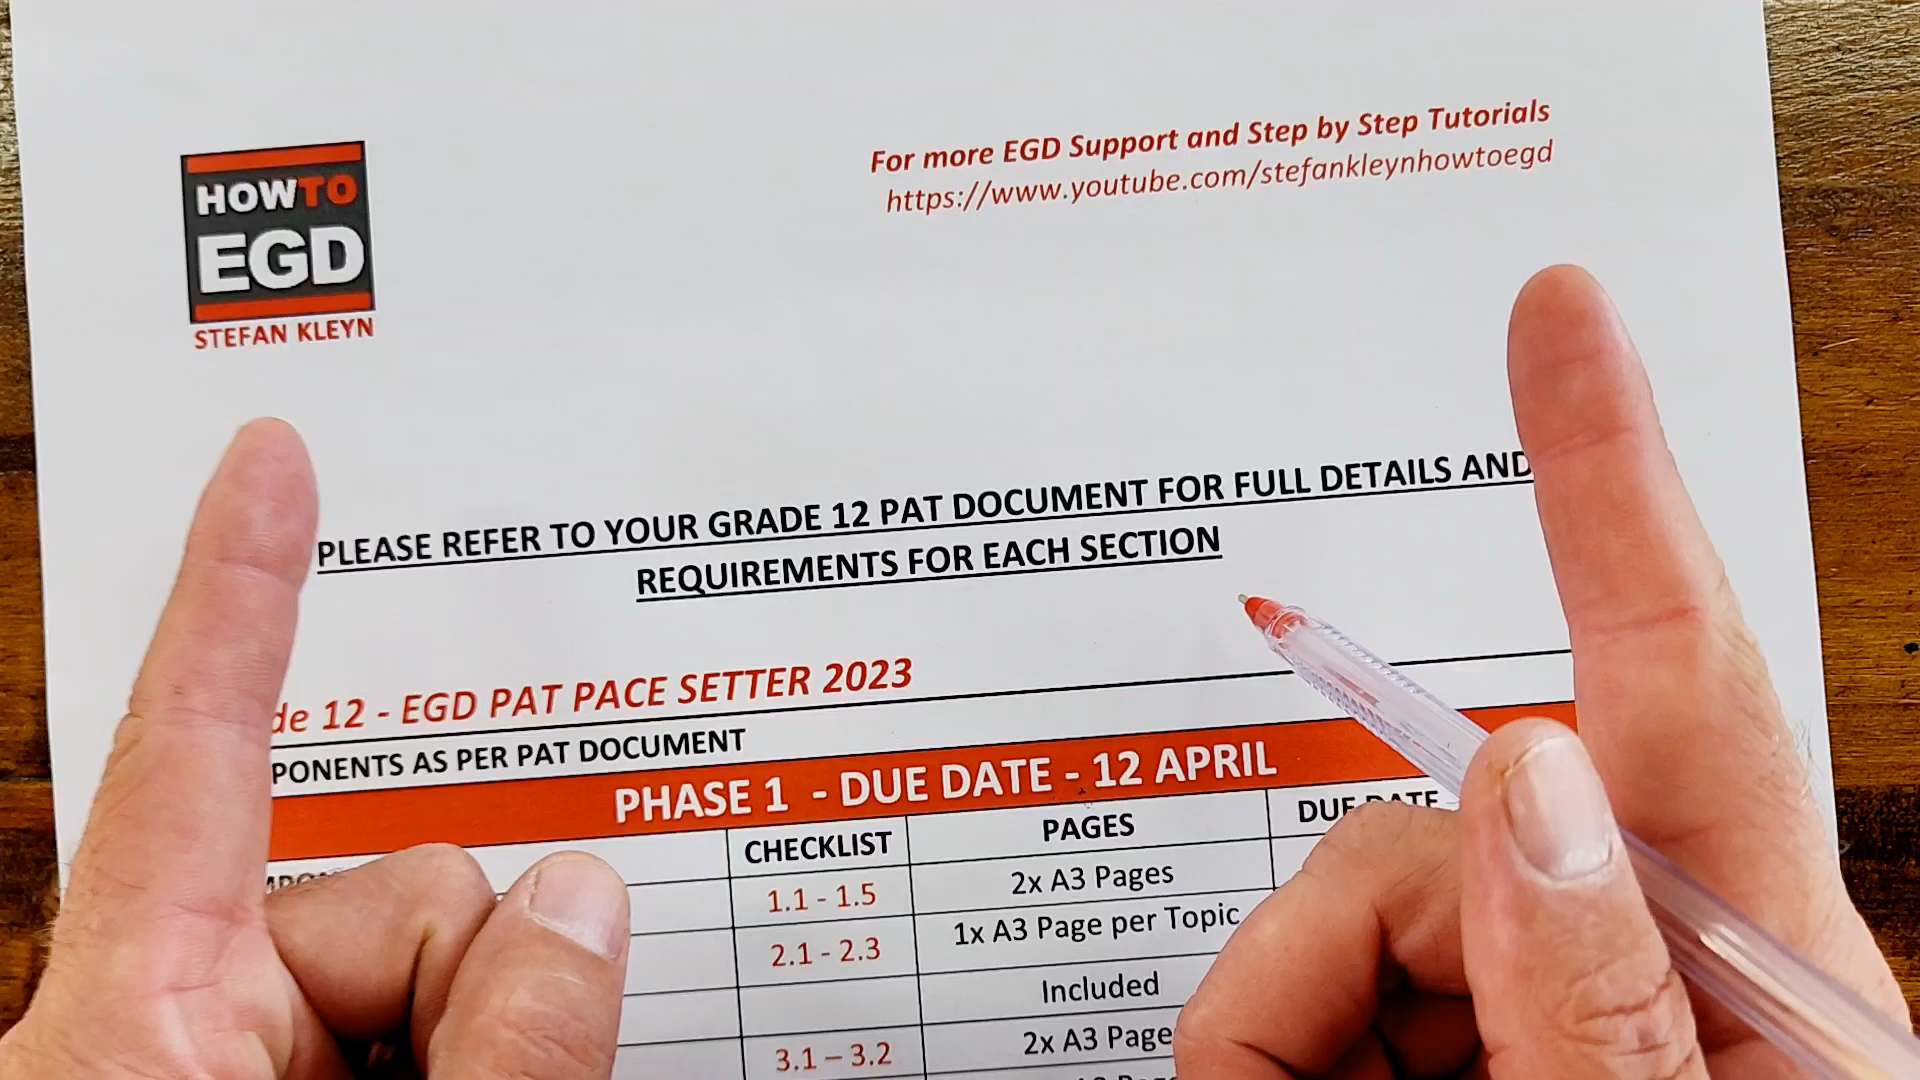 HOWTO
EGD
STEFAN KLEYN
For more EGD Support and Step by Step Tutorials
https://www.youtube.com/stefankleynhowtoegd
PLEASE REFER TO YOUR GRADE 12 PAT DOCUMENT FOR FULL DETAILS AND
REQUIREMENTS FOR EACH SECTION
de 12 - EGD PAT PACE SETTER 2023
PONENTS AS PER PAT DOCUMENT
PHASE 1 - DUE DATE - 12 APRIL
CHECKLIST PAGES DUE DATE
1.1 - 1.5 2x A3 Pages
2.1 - 2.3 1x A3 Page per Topic
Included
3.1 – 3.2 2x A3 Page